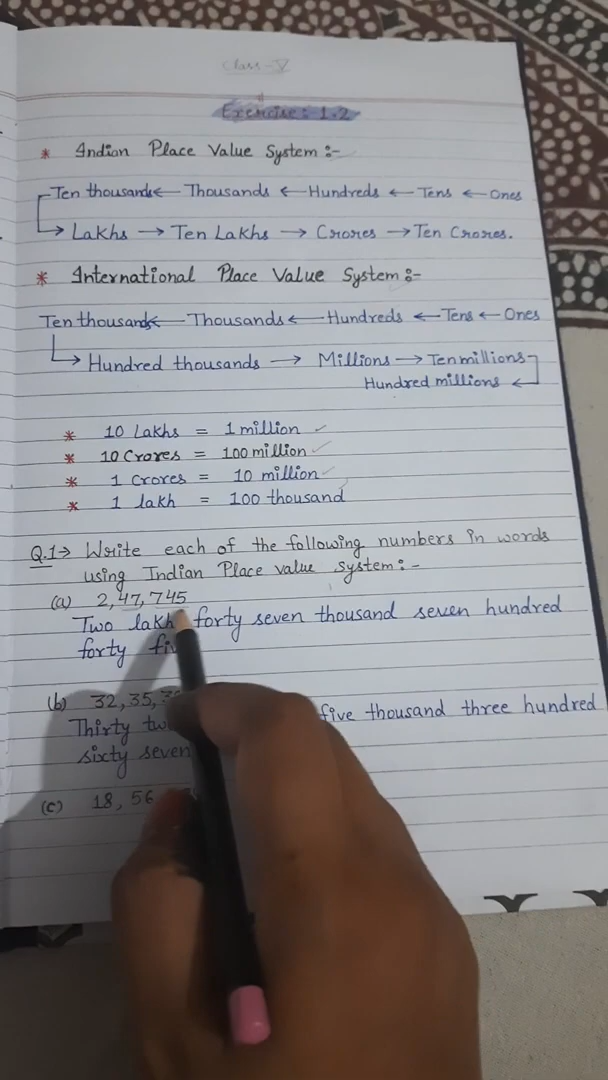 Class - V
Exercise: 1.2
* Indian Place Value System :-
Ten thousands ← Thousands ← Hundreds ← Tens ← Ones
→ Lakhs → Ten Lakhs → Crores → Ten Crores.
* International Place Value System :-
Ten thousands ← Thousands ← Hundreds ← Tens ← Ones
→ Hundred thousands → Millions → Ten millions
Hundred millions ←
* 10 Lakhs = 1 million ✓
* 10 Crores = 100 million ✓
* 1 Crores = 10 million ✓
* 1 lakh = 100 thousand
Q.1→ Write each of the following numbers in words
using Indian Place value system :-
(a) 2,47,745
Two lakh forty seven thousand seven hundred
forty
(b) 32,35,
Thirty five thousand three hundred
sixty seven
(c) 18, 56